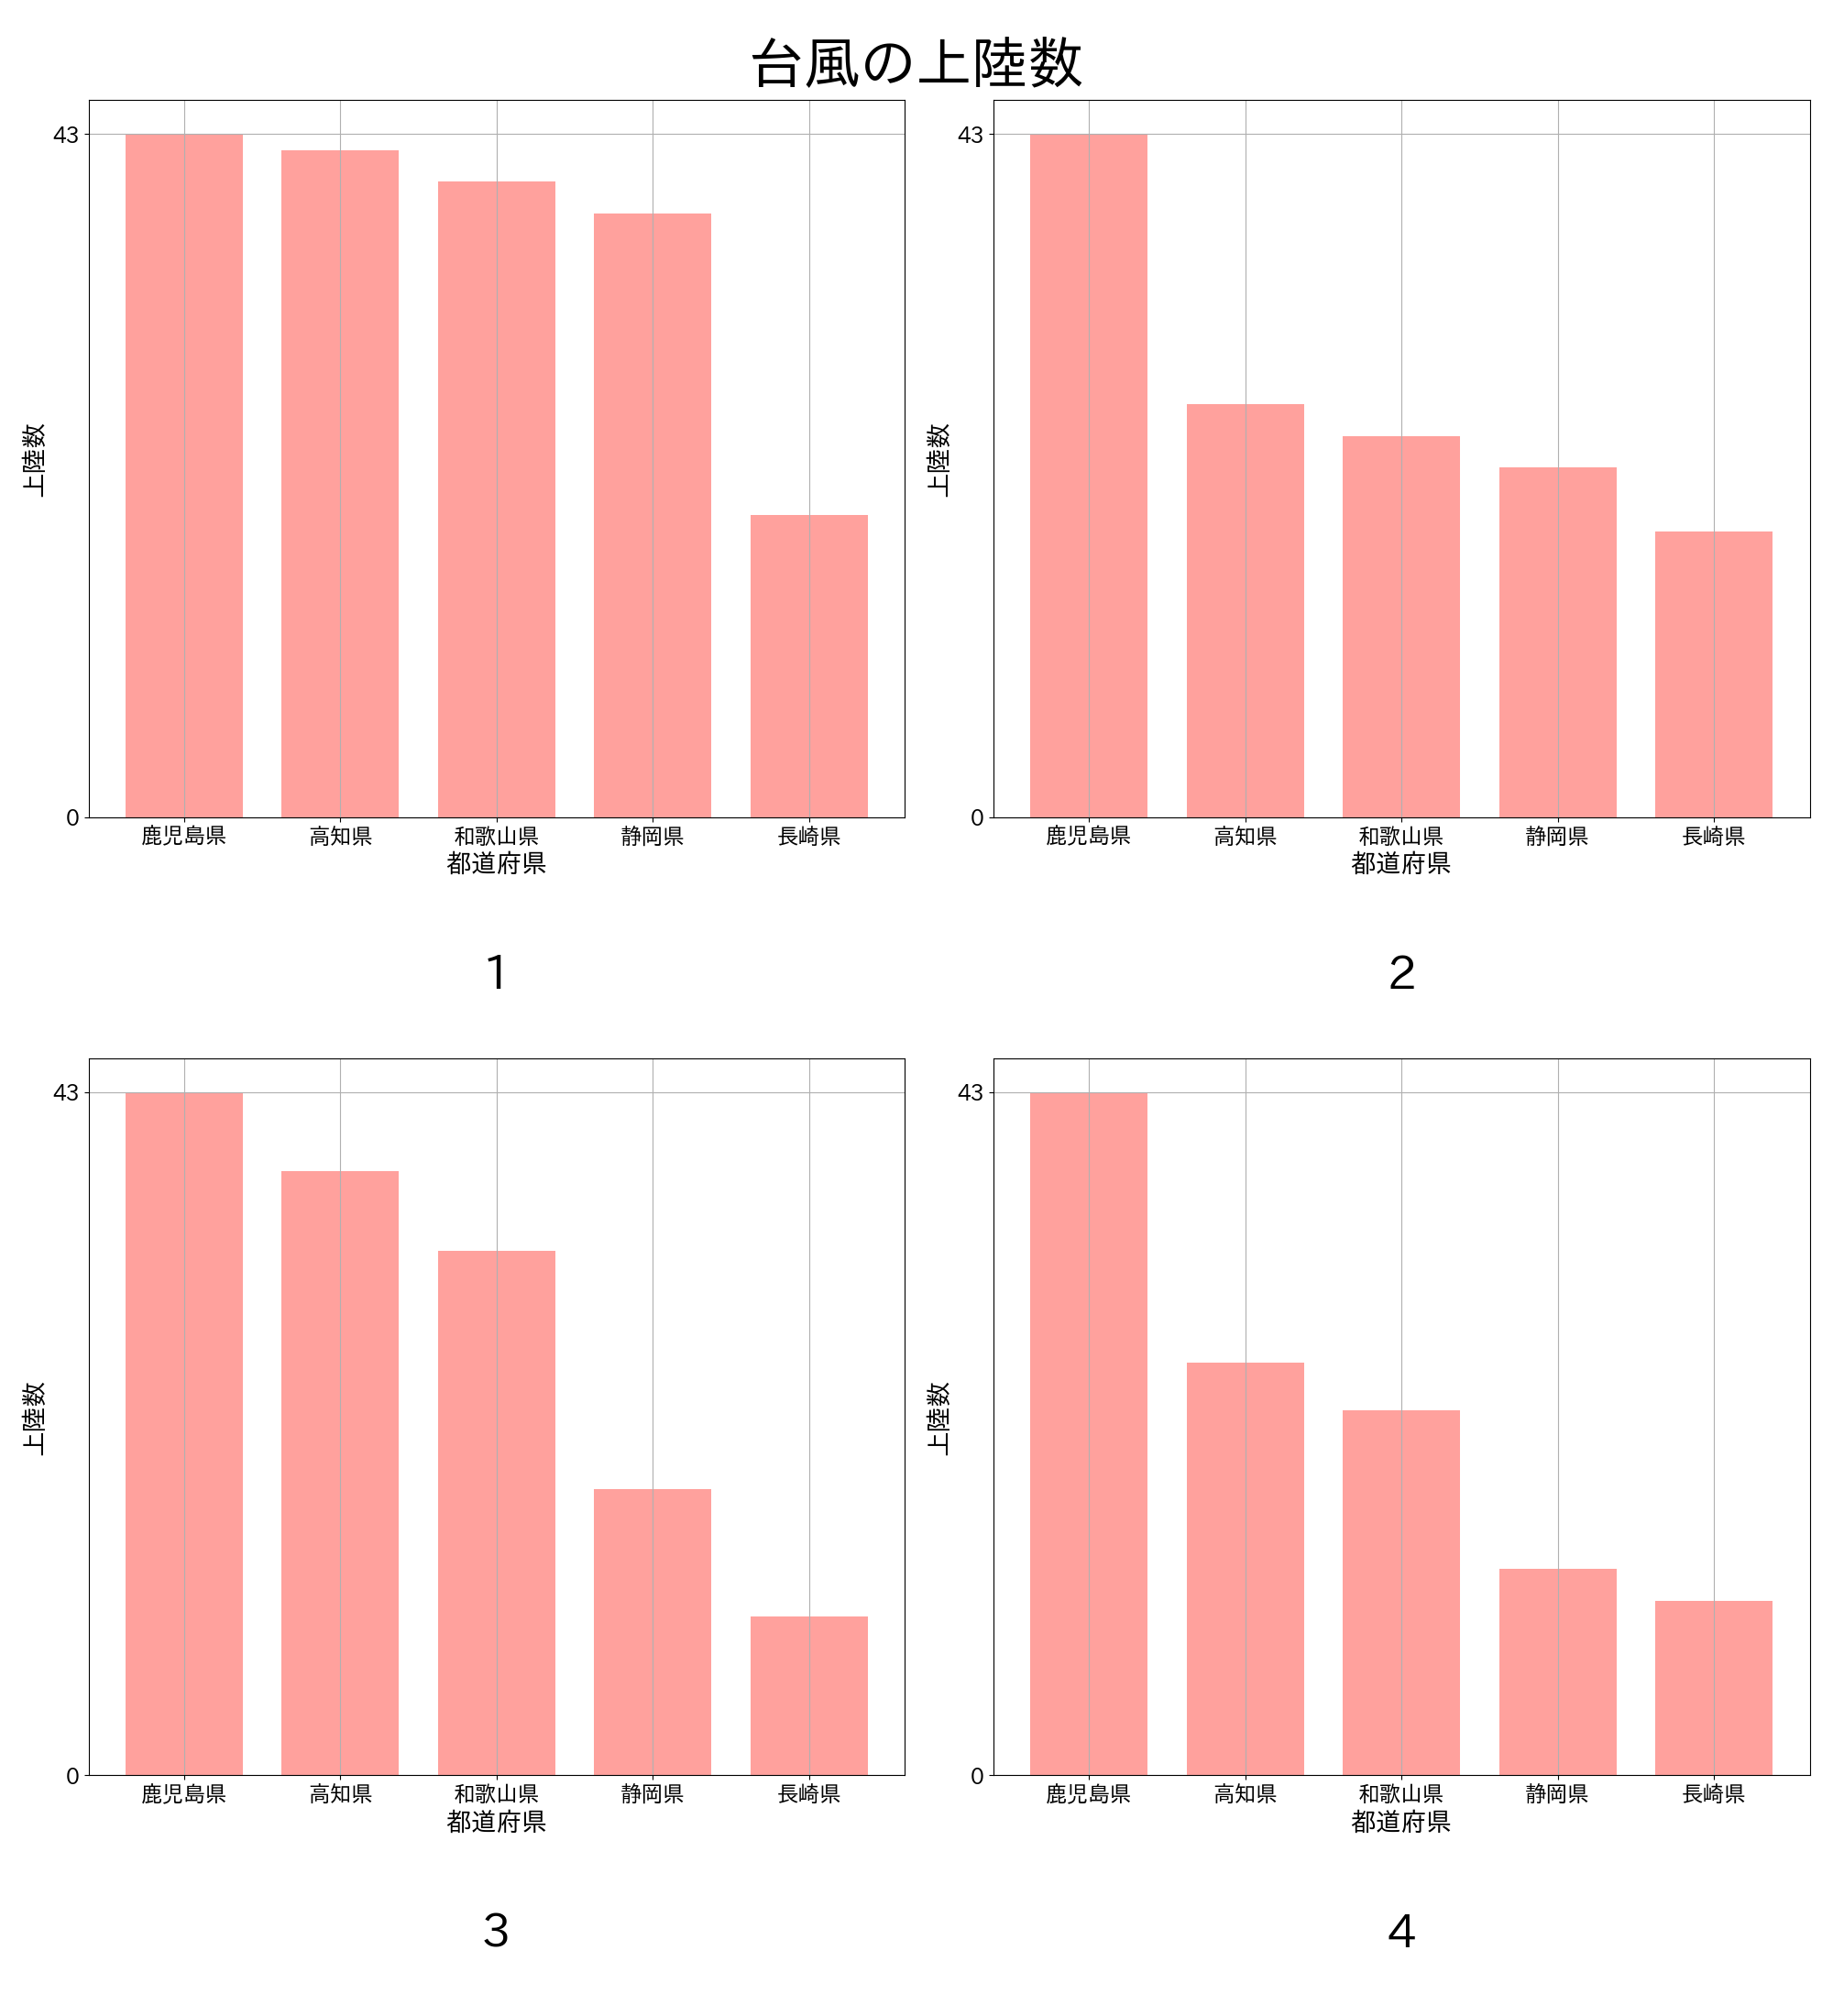 台風の上陸数
43
上陸数
0
鹿児島県 高知県 和歌山県 静岡県 長崎県
都道府県
1
43
上陸数
0
鹿児島県 高知県 和歌山県 静岡県 長崎県
都道府県
2
43
上陸数
0
鹿児島県 高知県 和歌山県 静岡県 長崎県
都道府県
3
43
上陸数
0
鹿児島県 高知県 和歌山県 静岡県 長崎県
都道府県
4